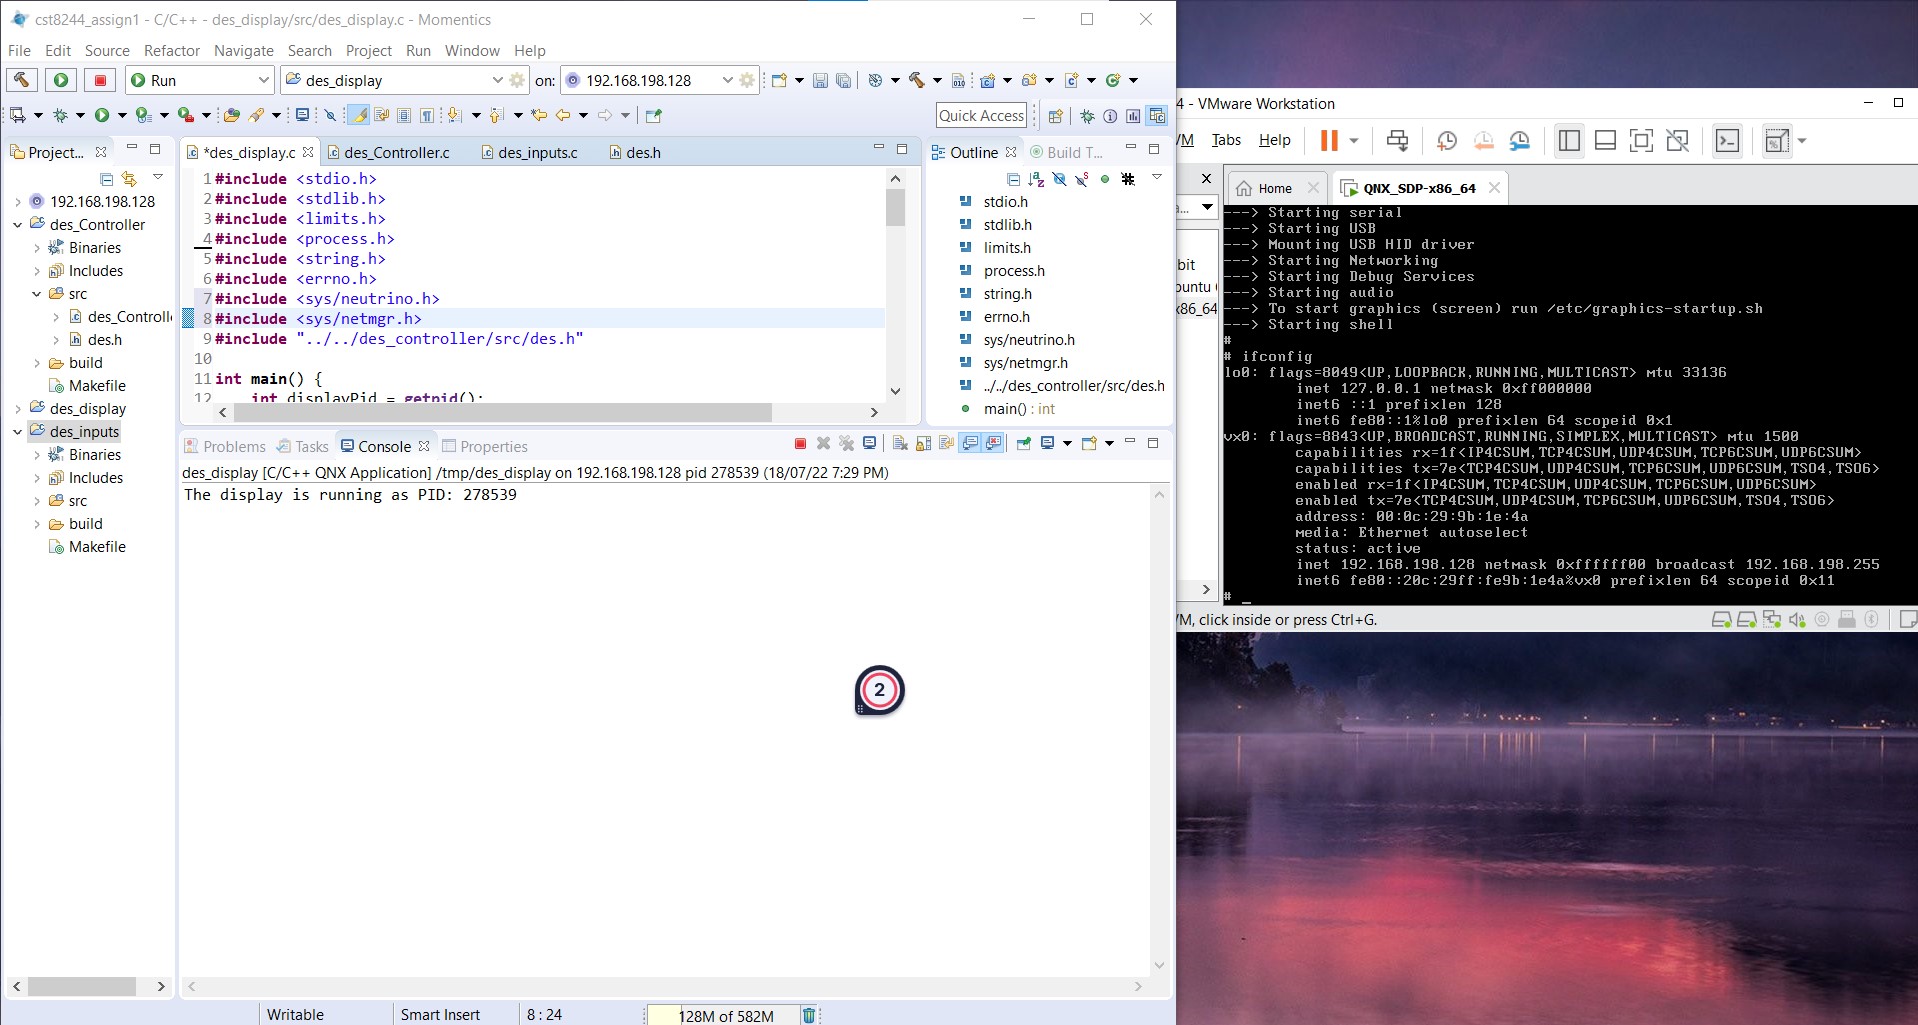 cst8244_assign1 - C/C++ - des_display/src/des_display.c - Momentics
File Edit Source Refactor Navigate Search Project Run Window Help
Run
des_display
on:
192.168.198.128
Quick Access
Project...
192.168.198.128
des_Controller
Binaries
Includes
src
des_Controll
des.h
build
Makefile
des_display
des_inputs
Binaries
Includes
src
build
Makefile
*des_display.c
des_Controller.c
des_inputs.c
des.h
1 #include <stdio.h>
2 #include <stdlib.h>
3 #include <limits.h>
4 #include <process.h>
5 #include <string.h>
6 #include <errno.h>
7 #include <sys/neutrino.h>
8 #include <sys/netmgr.h>
9 #include "../../des_controller/src/des.h"
10
11 int main() {
12 int displayPid = getpid();
Outline
Build T...
stdio.h
stdlib.h
limits.h
process.h
string.h
errno.h
sys/neutrino.h
sys/netmgr.h
../../des_controller/src/des.h
main() : int
Problems
Tasks
Console
Properties
des_display [C/C++ QNX Application] /tmp/des_display on 192.168.198.128 pid 278539 (18/07/22 7:29 PM)
The display is running as PID: 278539
2
Writable
Smart Insert
8 : 24
128M of 582M
4 - VMware Workstation
VM Tabs Help
a...
bit
buntu
x86_64
Home
QNX_SDP-x86_64
---> Starting serial
---> Starting USB
---> Mounting USB HID driver
---> Starting Networking
---> Starting Debug Services
---> Starting audio
---> To start graphics (screen) run /etc/graphics-startup.sh
---> Starting shell
#
# ifconfig
lo0: flags=8049<UP,LOOPBACK,RUNNING,MULTICAST> mtu 33136
inet 127.0.0.1 netmask 0xff000000
inet6 ::1 prefixlen 128
inet6 fe80::1%lo0 prefixlen 64 scopeid 0x1
vx0: flags=8843<UP,BROADCAST,RUNNING,SIMPLEX,MULTICAST> mtu 1500
capabilities rx=1f<IP4CSUM,TCP4CSUM,UDP4CSUM,TCP6CSUM,UDP6CSUM>
capabilities tx=7e<TCP4CSUM,UDP4CSUM,TCP6CSUM,UDP6CSUM,TSO4,TSO6>
enabled rx=1f<IP4CSUM,TCP4CSUM,UDP4CSUM,TCP6CSUM,UDP6CSUM>
enabled tx=7e<TCP4CSUM,UDP4CSUM,TCP6CSUM,UDP6CSUM,TSO4,TSO6>
address: 00:0c:29:9b:1e:4a
media: Ethernet autoselect
status: active
inet 192.168.198.128 netmask 0xffffff00 broadcast 192.168.198.255
inet6 fe80::20c:29ff:fe9b:1e4a%vx0 prefixlen 64 scopeid 0x11
# _
VM, click inside or press Ctrl+G.